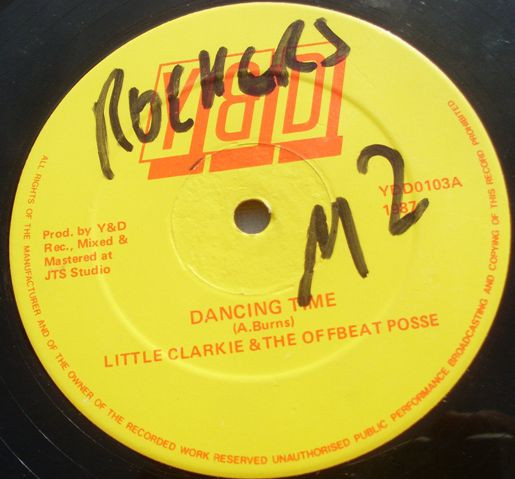 ROCKERS
Y&D
M2
YDD0103A
1987
Prod. by Y&D
Rec., Mixed &
Mastered at
JTS Studio
DANCING TIME
(A.Burns)
LITTLE CLARKIE & THE OFFBEAT POSSE
ALL RIGHTS OF THE MANUFACTURER AND OF THE OWNER OF THE RECORDED WORK RESERVED UNAUTHORISED PUBLIC PERFORMANCE BROADCASTING AND COPYING OF THIS RECORD PROHIBITED